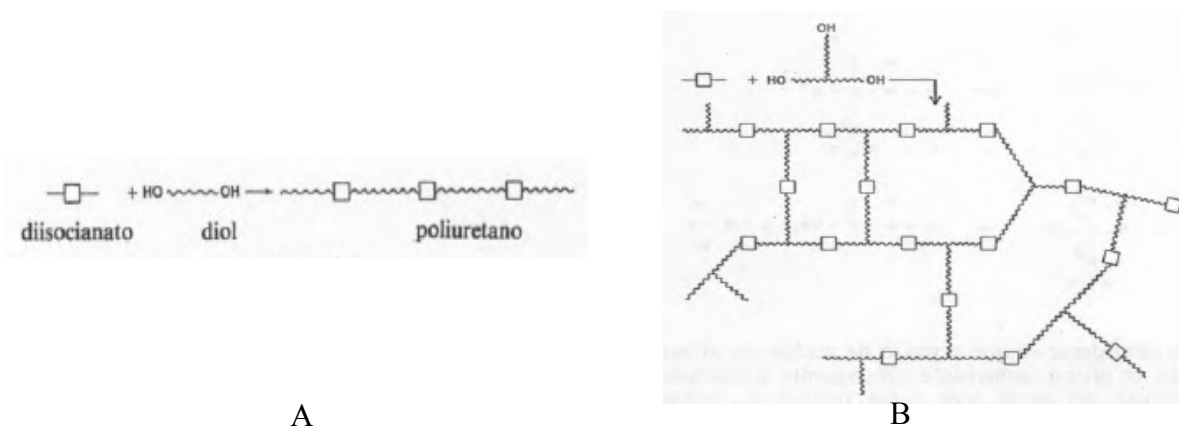 + HO OH
diisocianato diol poliuretano
A
OH
+ HO OH
B